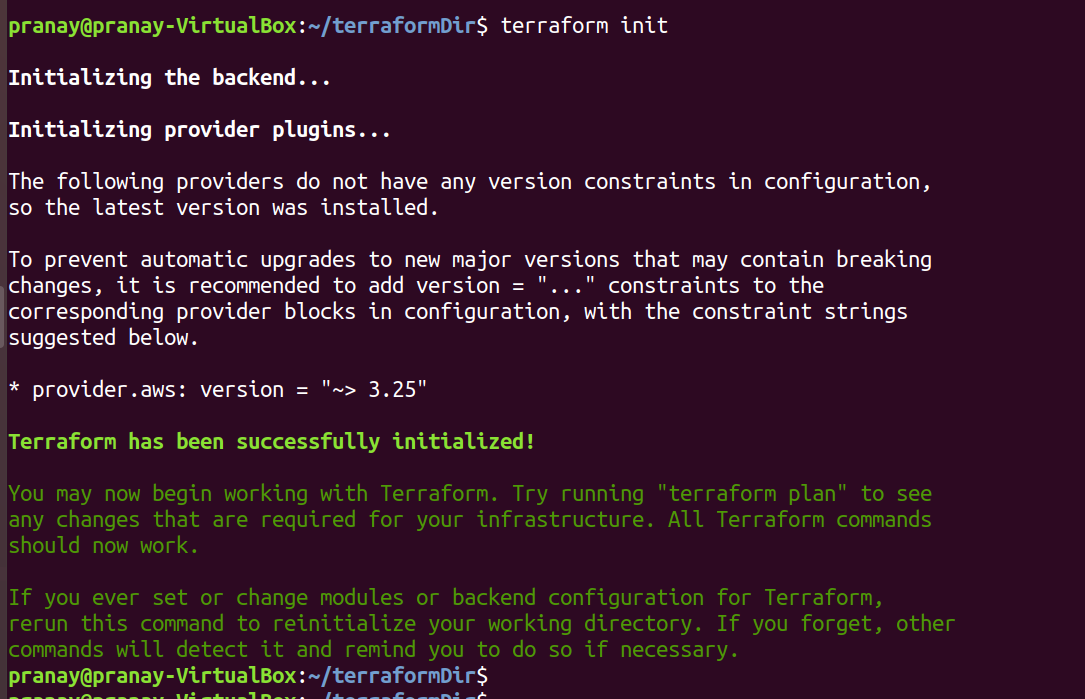 pranay@pranay-VirtualBox:~/terraformDir$ terraform init
Initializing the backend...
Initializing provider plugins...
The following providers do not have any version constraints in configuration,
so the latest version was installed.
To prevent automatic upgrades to new major versions that may contain breaking
changes, it is recommended to add version = "..." constraints to the
corresponding provider blocks in configuration, with the constraint strings
suggested below.
* provider.aws: version = "~> 3.25"
Terraform has been successfully initialized!
You may now begin working with Terraform. Try running "terraform plan" to see
any changes that are required for your infrastructure. All Terraform commands
should now work.
If you ever set or change modules or backend configuration for Terraform,
rerun this command to reinitialize your working directory. If you forget, other
commands will detect it and remind you to do so if necessary.
pranay@pranay-VirtualBox:~/terraformDir$
pranay@pranay-VirtualBox:~/terraformDir$